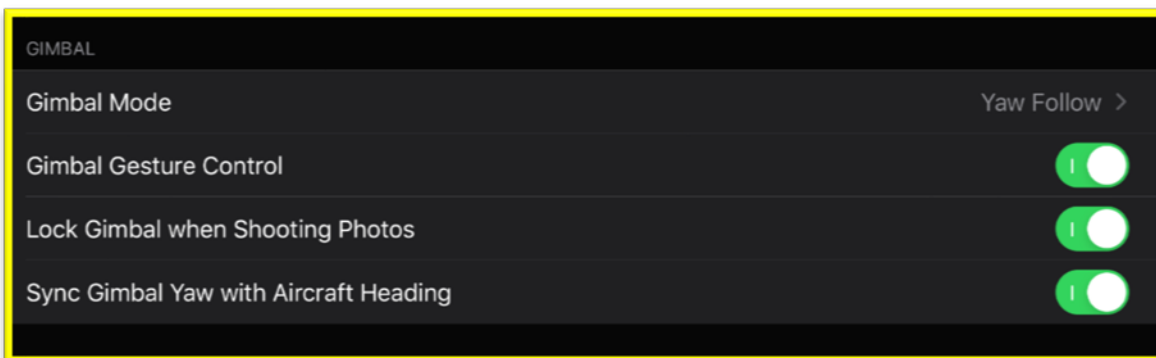 GIMBAL
Gimbal Mode Yaw Follow >
Gimbal Gesture Control
Lock Gimbal when Shooting Photos
Sync Gimbal Yaw with Aircraft Heading